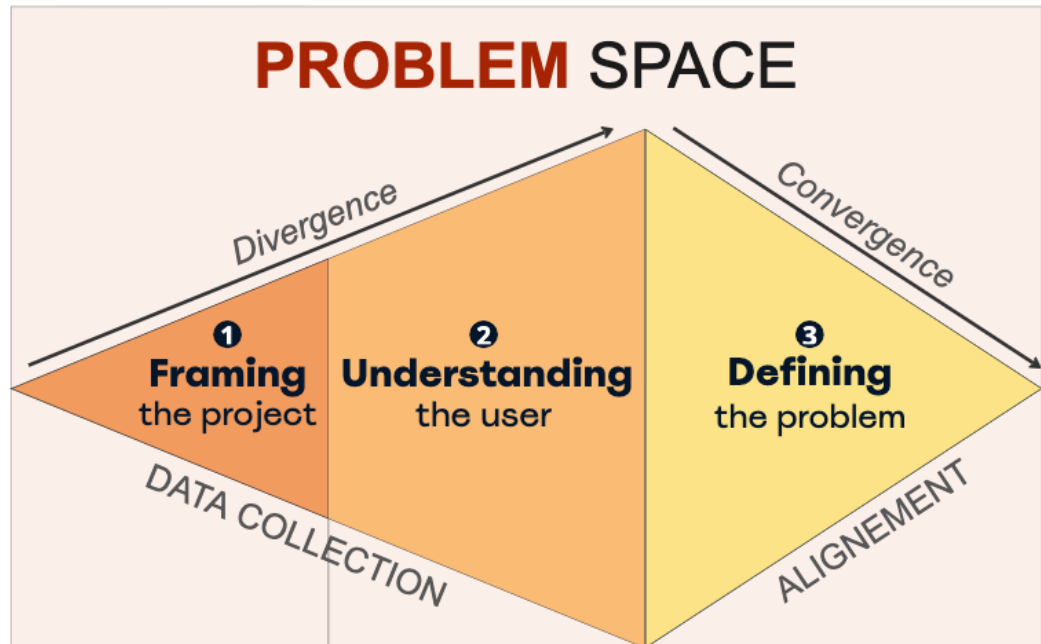 PROBLEM SPACE
Divergence
Convergence
1
Framing
the project
2
Understanding
the user
3
Defining
the problem
DATA COLLECTION
ALIGNEMENT